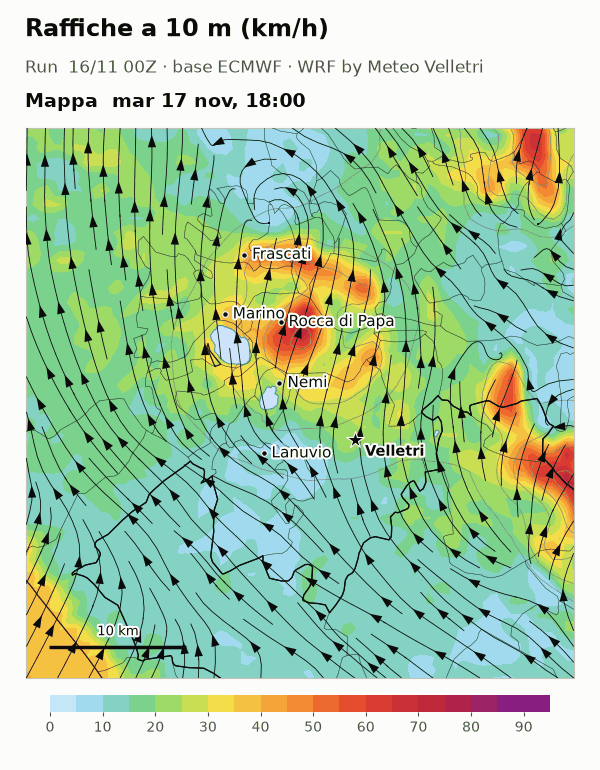 Raffiche a 10 m (km/h)
Run  16/11 00Z · base ECMWF · WRF by Meteo Velletri
Mappa  mar 17 nov, 18:00
Frascati
Marino
Rocca di Papa
Nemi
Velletri
Lanuvio
10 km
0 10 20 30 40 50 60 70 80 90